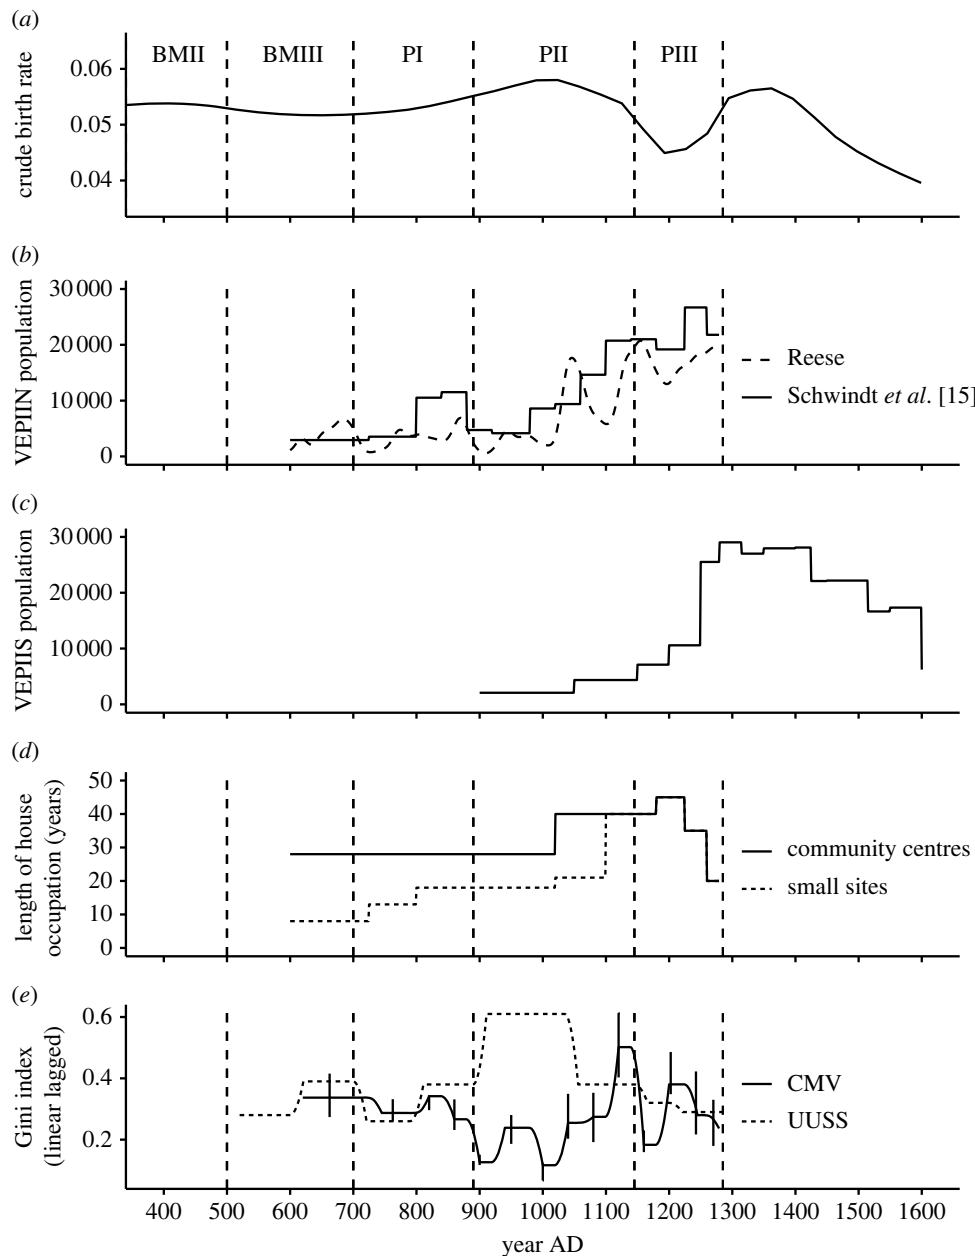 (a)
crude birth rate
0.06
0.05
0.04
BMII BMIII PI PII PIII
(b)
VEPIIN population
30 000
20 000
10 000
0
Reese
Schwindt et al. [15]
(c)
VEPIIS population
30 000
20 000
10 000
0
(d)
length of house
occupation (years)
50
40
30
20
10
0
community centres
small sites
(e)
Gini index
(linear lagged)
0.6
0.4
0.2
CMV
UUSS
400 500 600 700 800 900 1000 1100 1200 1300 1400 1500 1600
year AD